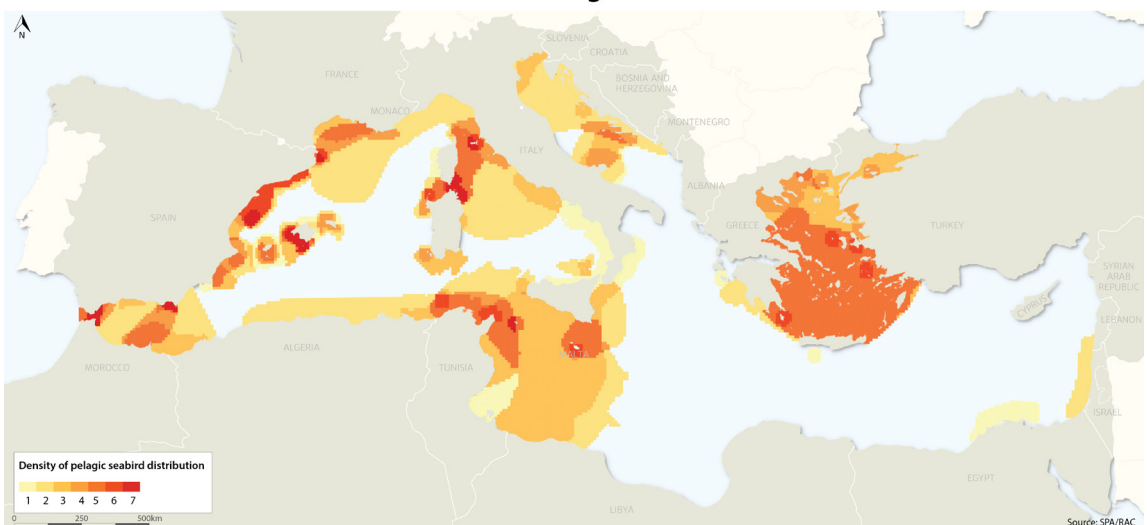 N
SLOVENIA
CROATIA
FRANCE
BOSNIA AND
HERZEGOVINA
MONACO
MONTENEGRO
ITALY
ALBANIA
SPAIN
GREECE
TURKEY
SYRIAN
ARAB
REPUBLIC
CYPRUS
LEBANON
MALTA
ALGERIA
MOROCCO
TUNISIA
ISRAEL
EGYPT
LIBYA
Density of pelagic seabird distribution
1 2 3 4 5 6 7
0 250 500km
Source: SPA/RAC